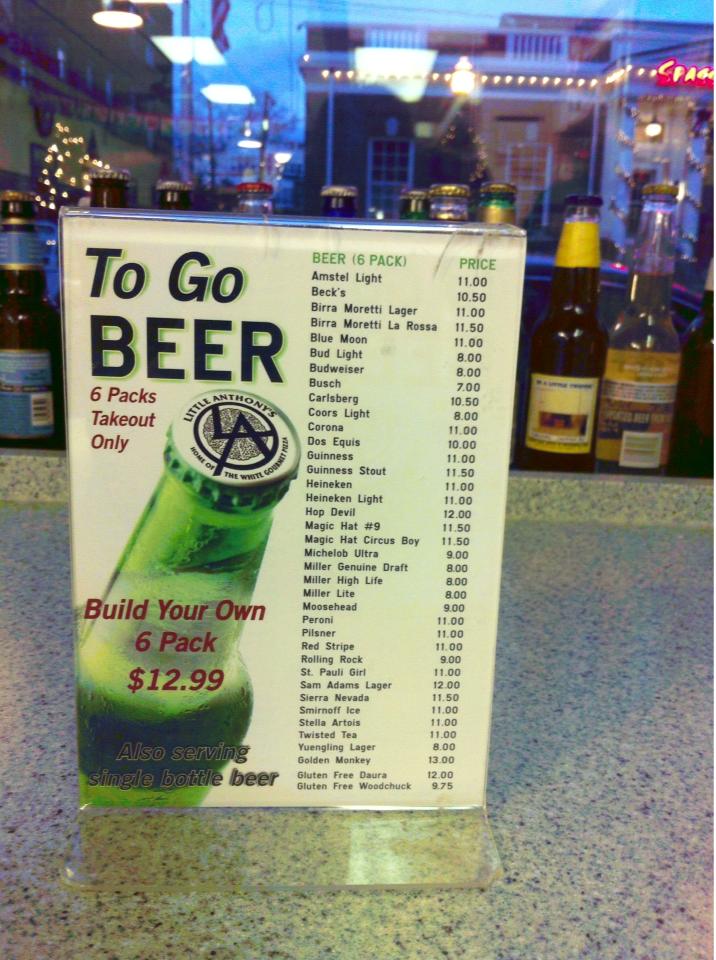 To Go
BEER
6 Packs
Takeout
Only
LITTLE ANTHONY'S
LA
HOME OF THE WHITE GOURMET PIZZA
Build Your Own
6 Pack
$12.99
Also serving
single bottle beer
BEER (6 PACK) PRICE
Amstel Light 11.00
Beck's 10.50
Birra Moretti Lager 11.00
Birra Moretti La Rossa 11.50
Blue Moon 11.00
Bud Light 8.00
Budweiser 8.00
Busch 7.00
Carlsberg 10.50
Coors Light 8.00
Corona 11.00
Dos Equis 10.00
Guinness 11.00
Guinness Stout 11.50
Heineken 11.00
Heineken Light 11.00
Hop Devil 12.00
Magic Hat #9 11.50
Magic Hat Circus Boy 11.50
Michelob Ultra 9.00
Miller Genuine Draft 8.00
Miller High Life 8.00
Miller Lite 8.00
Moosehead 9.00
Peroni 11.00
Pilsner 11.00
Red Stripe 11.00
Rolling Rock 9.00
St. Pauli Girl 11.00
Sam Adams Lager 12.00
Sierra Nevada 11.50
Smirnoff Ice 11.00
Stella Artois 11.00
Twisted Tea 11.00
Yuengling Lager 8.00
Golden Monkey 13.00
Gluten Free Daura 12.00
Gluten Free Woodchuck 9.75